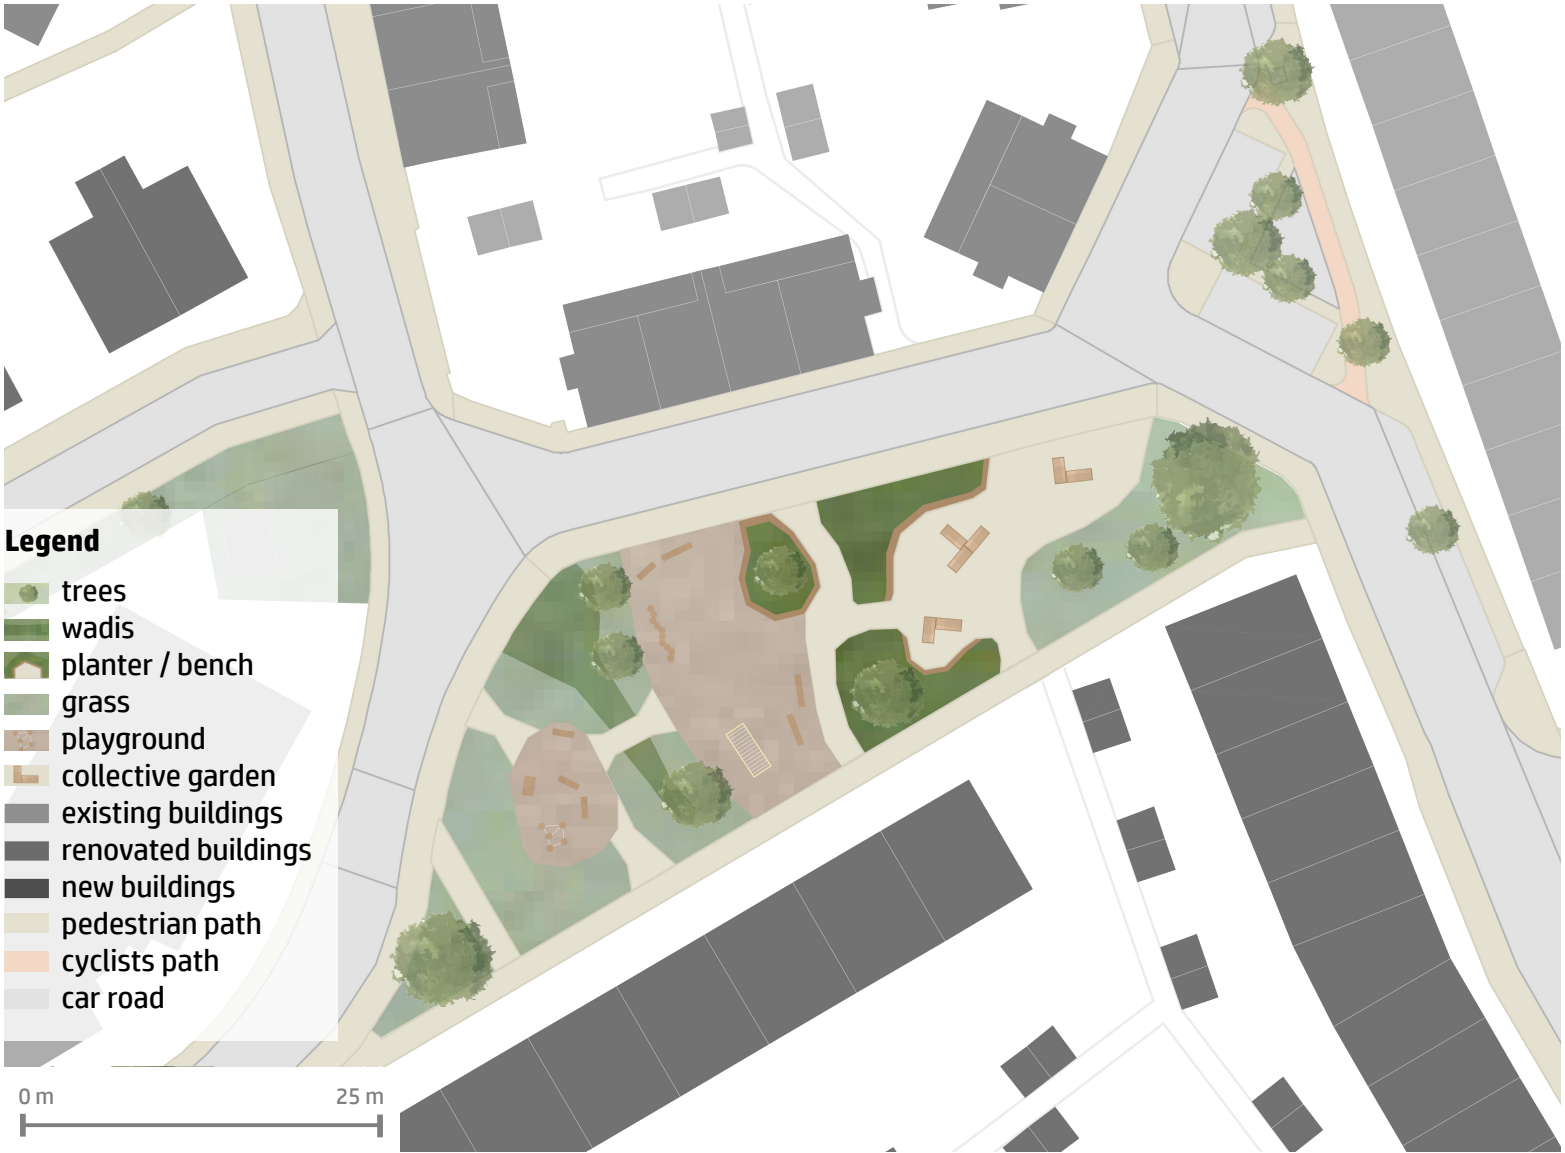 Legend
trees
wadis
planter / bench
grass
playground
collective garden
existing buildings
renovated buildings
new buildings
pedestrian path
cyclists path
car road
0 m 25 m